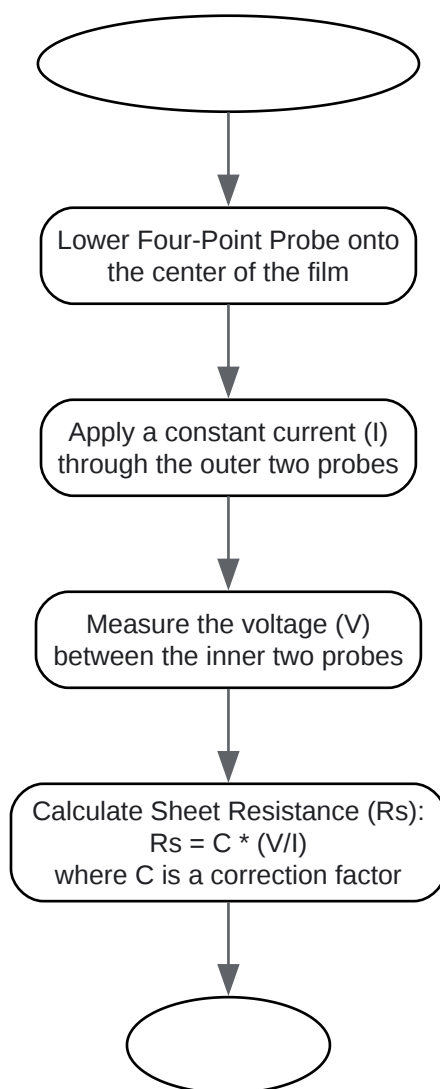 Lower Four-Point Probe onto
the center of the film
Apply a constant current (I)
through the outer two probes
Measure the voltage (V)
between the inner two probes
Calculate Sheet Resistance (Rs):
Rs = C * (V/I)
where C is a correction factor